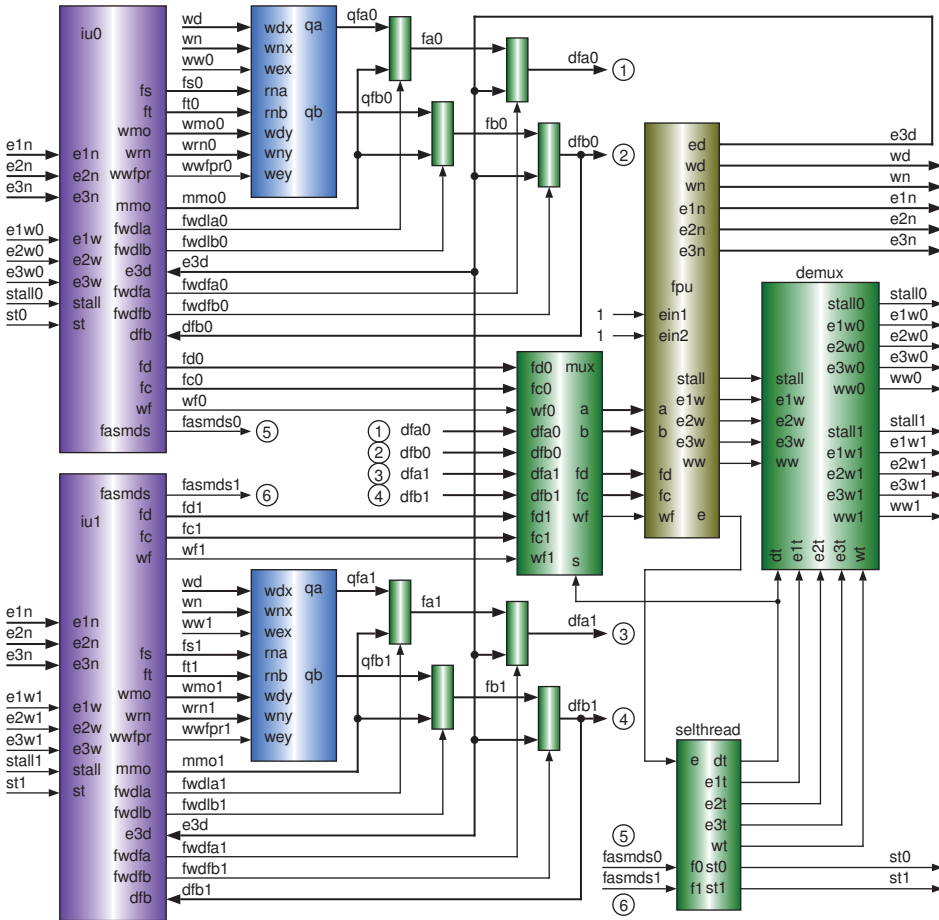 iu0
fs
ft
wmo
wrn
wwfpr
mmo
fwdla
fwdlb
e3d
fwdfa
fwdfb
dfb
fd
fc
wf
fasmds
e1n
e2n
e3n
e1w
e2w
e3w
stall
st
e1n
e2n
e3n
e1w0
e2w0
e3w0
stall0
st0
wd
wn
ww0
fs0
ft0
wmo0
wrn0
wwfpr0
mmo0
fwdla0
fwdlb0
e3d
fwdfa0
fwdfb0
dfb0
fd0
fc0
wf0
fasmds0
5
wdx
wnx
wex
rna
rnb
wdy
wny
wey
qa
qb
qfa0
qfb0
fa0
fb0
dfa0
1
dfb0
2
1 dfa0
2 dfb0
3 dfa1
4 dfb1
fd0
fc0
wf0
dfa0
dfb0
dfa1
dfb1
fd1
fc1
wf1
mux
a
b
fd
fc
wf
s
1
1
ed
wd
wn
e1n
e2n
e3n
fpu
ein1
ein2
stall
e1w
e2w
e3w
ww
a
b
fd
fc
wf
e
e3d
wd
wn
e1n
e2n
e3n
demux
stall
e1w
e2w
e3w
ww
stall0
e1w0
e2w0
e3w0
ww0
stall1
e1w1
e2w1
e3w1
ww1
dt
e1t
e2t
e3t
wt
stall0
e1w0
e2w0
e3w0
ww0
stall1
e1w1
e2w1
e3w1
ww1
iu1
fasmds
fd
fc
wf
fs
ft
wmo
wrn
wwfpr
mmo
fwdla
fwdlb
e3d
fwdfa
fwdfb
dfb
e1n
e2n
e3n
e1w
e2w
e3w
stall
st
e1n
e2n
e3n
e1w1
e2w1
e3w1
stall1
st1
fasmds1
6
fd1
fc1
wf1
wd
wn
ww1
fs1
ft1
wmo1
wrn1
wwfpr1
mmo1
fwdla1
fwdlb1
e3d
fwdfa1
fwdfb1
dfb1
wdx
wnx
wex
rna
rnb
wdy
wny
wey
qa
qb
qfa1
qfb1
fa1
fb1
dfa1
3
dfb1
4
selthread
e
dt
e1t
e2t
e3t
wt
f0 st0
f1 st1
5
fasmds0
fasmds1
6
st0
st1